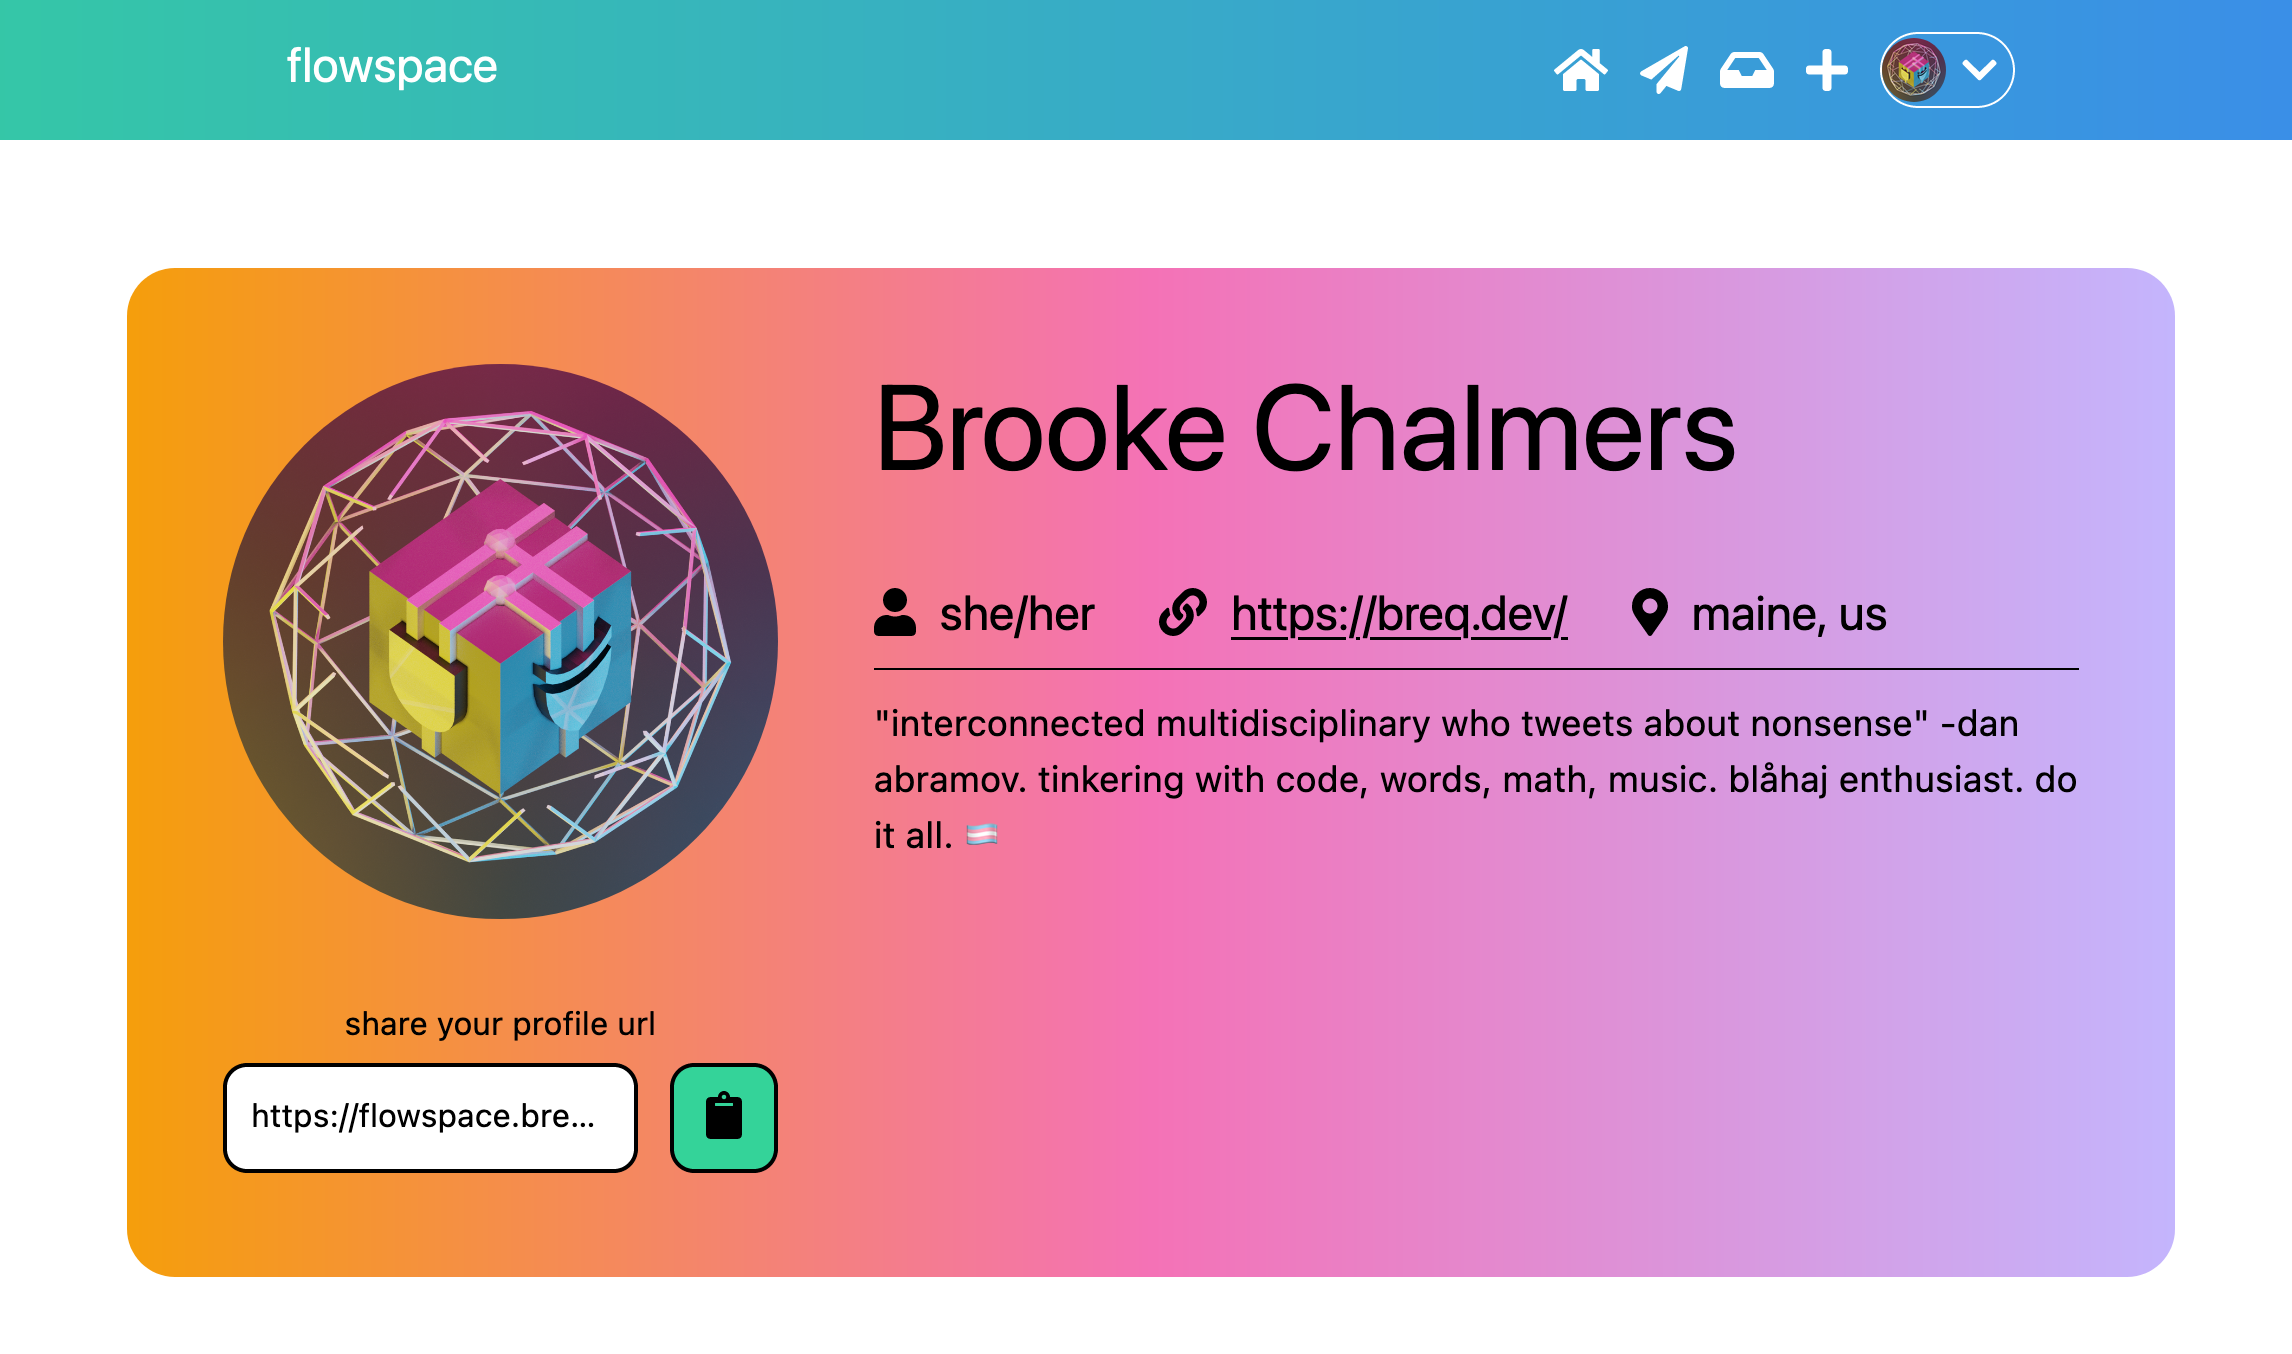 flowspace
Brooke Chalmers
she/her
https://breq.dev/
maine, us
"interconnected multidisciplinary who tweets about nonsense" -dan
abramov. tinkering with code, words, math, music. blåhaj enthusiast. do
it all. 🏳️‍⚧️
share your profile url
https://flowspace.bre...